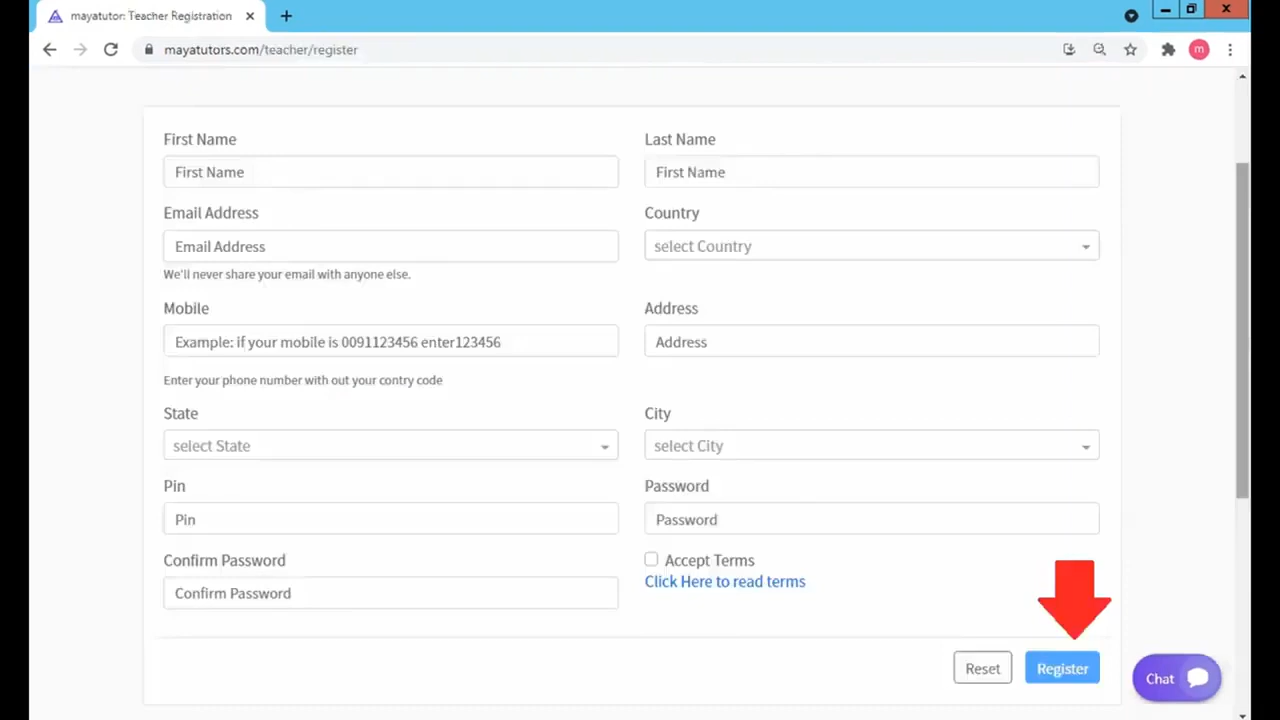 mayatutor: Teacher Registration
mayatutors.com/teacher/register
m
First Name
Last Name
First Name
First Name
Email Address
Country
Email Address
select Country
We'll never share your email with anyone else.
Mobile
Address
Example: if your mobile is 0091123456 enter123456
Address
Enter your phone number with out your contry code
State
City
select State
select City
Pin
Password
Pin
Password
Confirm Password
Accept Terms
Click Here to read terms
Confirm Password
Reset
Register
Chat